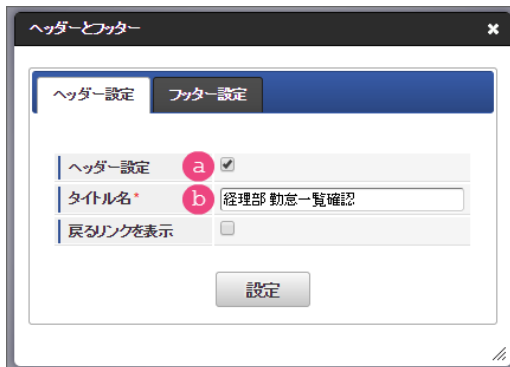 ヘッダーとフッター
ヘッダー設定 フッター設定
ヘッダー設定 a
タイトル名* b 経理部 勤怠一覧確認
戻るリンクを表示
設定